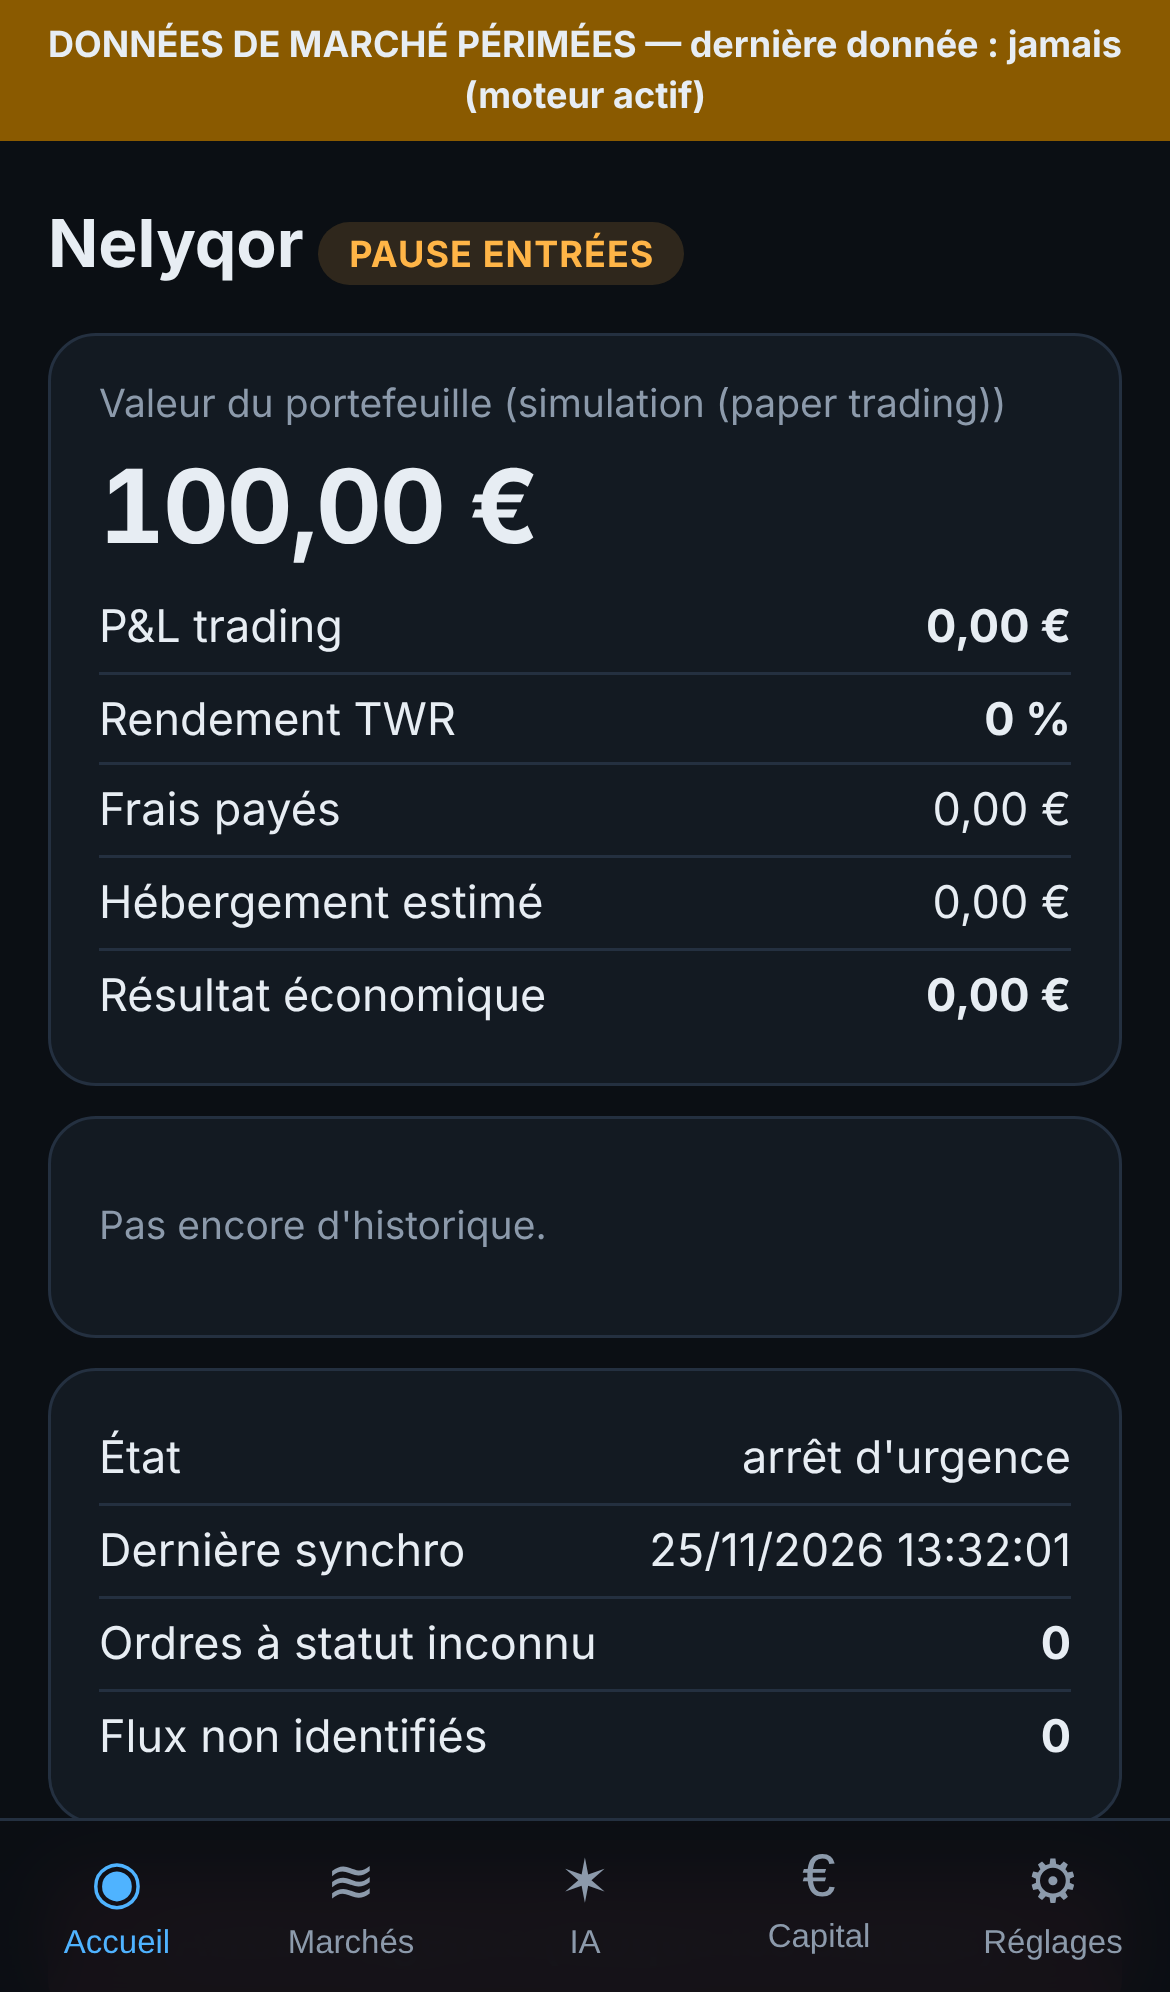 DONNÉES DE MARCHÉ PÉRIMÉES — dernière donnée : jamais
(moteur actif)
Nelyqor PAUSE ENTRÉES
Valeur du portefeuille (simulation (paper trading))
100,00 €
P&L trading 0,00 €
Rendement TWR 0 %
Frais payés 0,00 €
Hébergement estimé 0,00 €
Résultat économique 0,00 €
Pas encore d'historique.
État arrêt d'urgence
Dernière synchro 25/11/2026 13:32:01
Ordres à statut inconnu 0
Flux non identifiés 0
€
Accueil Marchés IA Capital Réglages